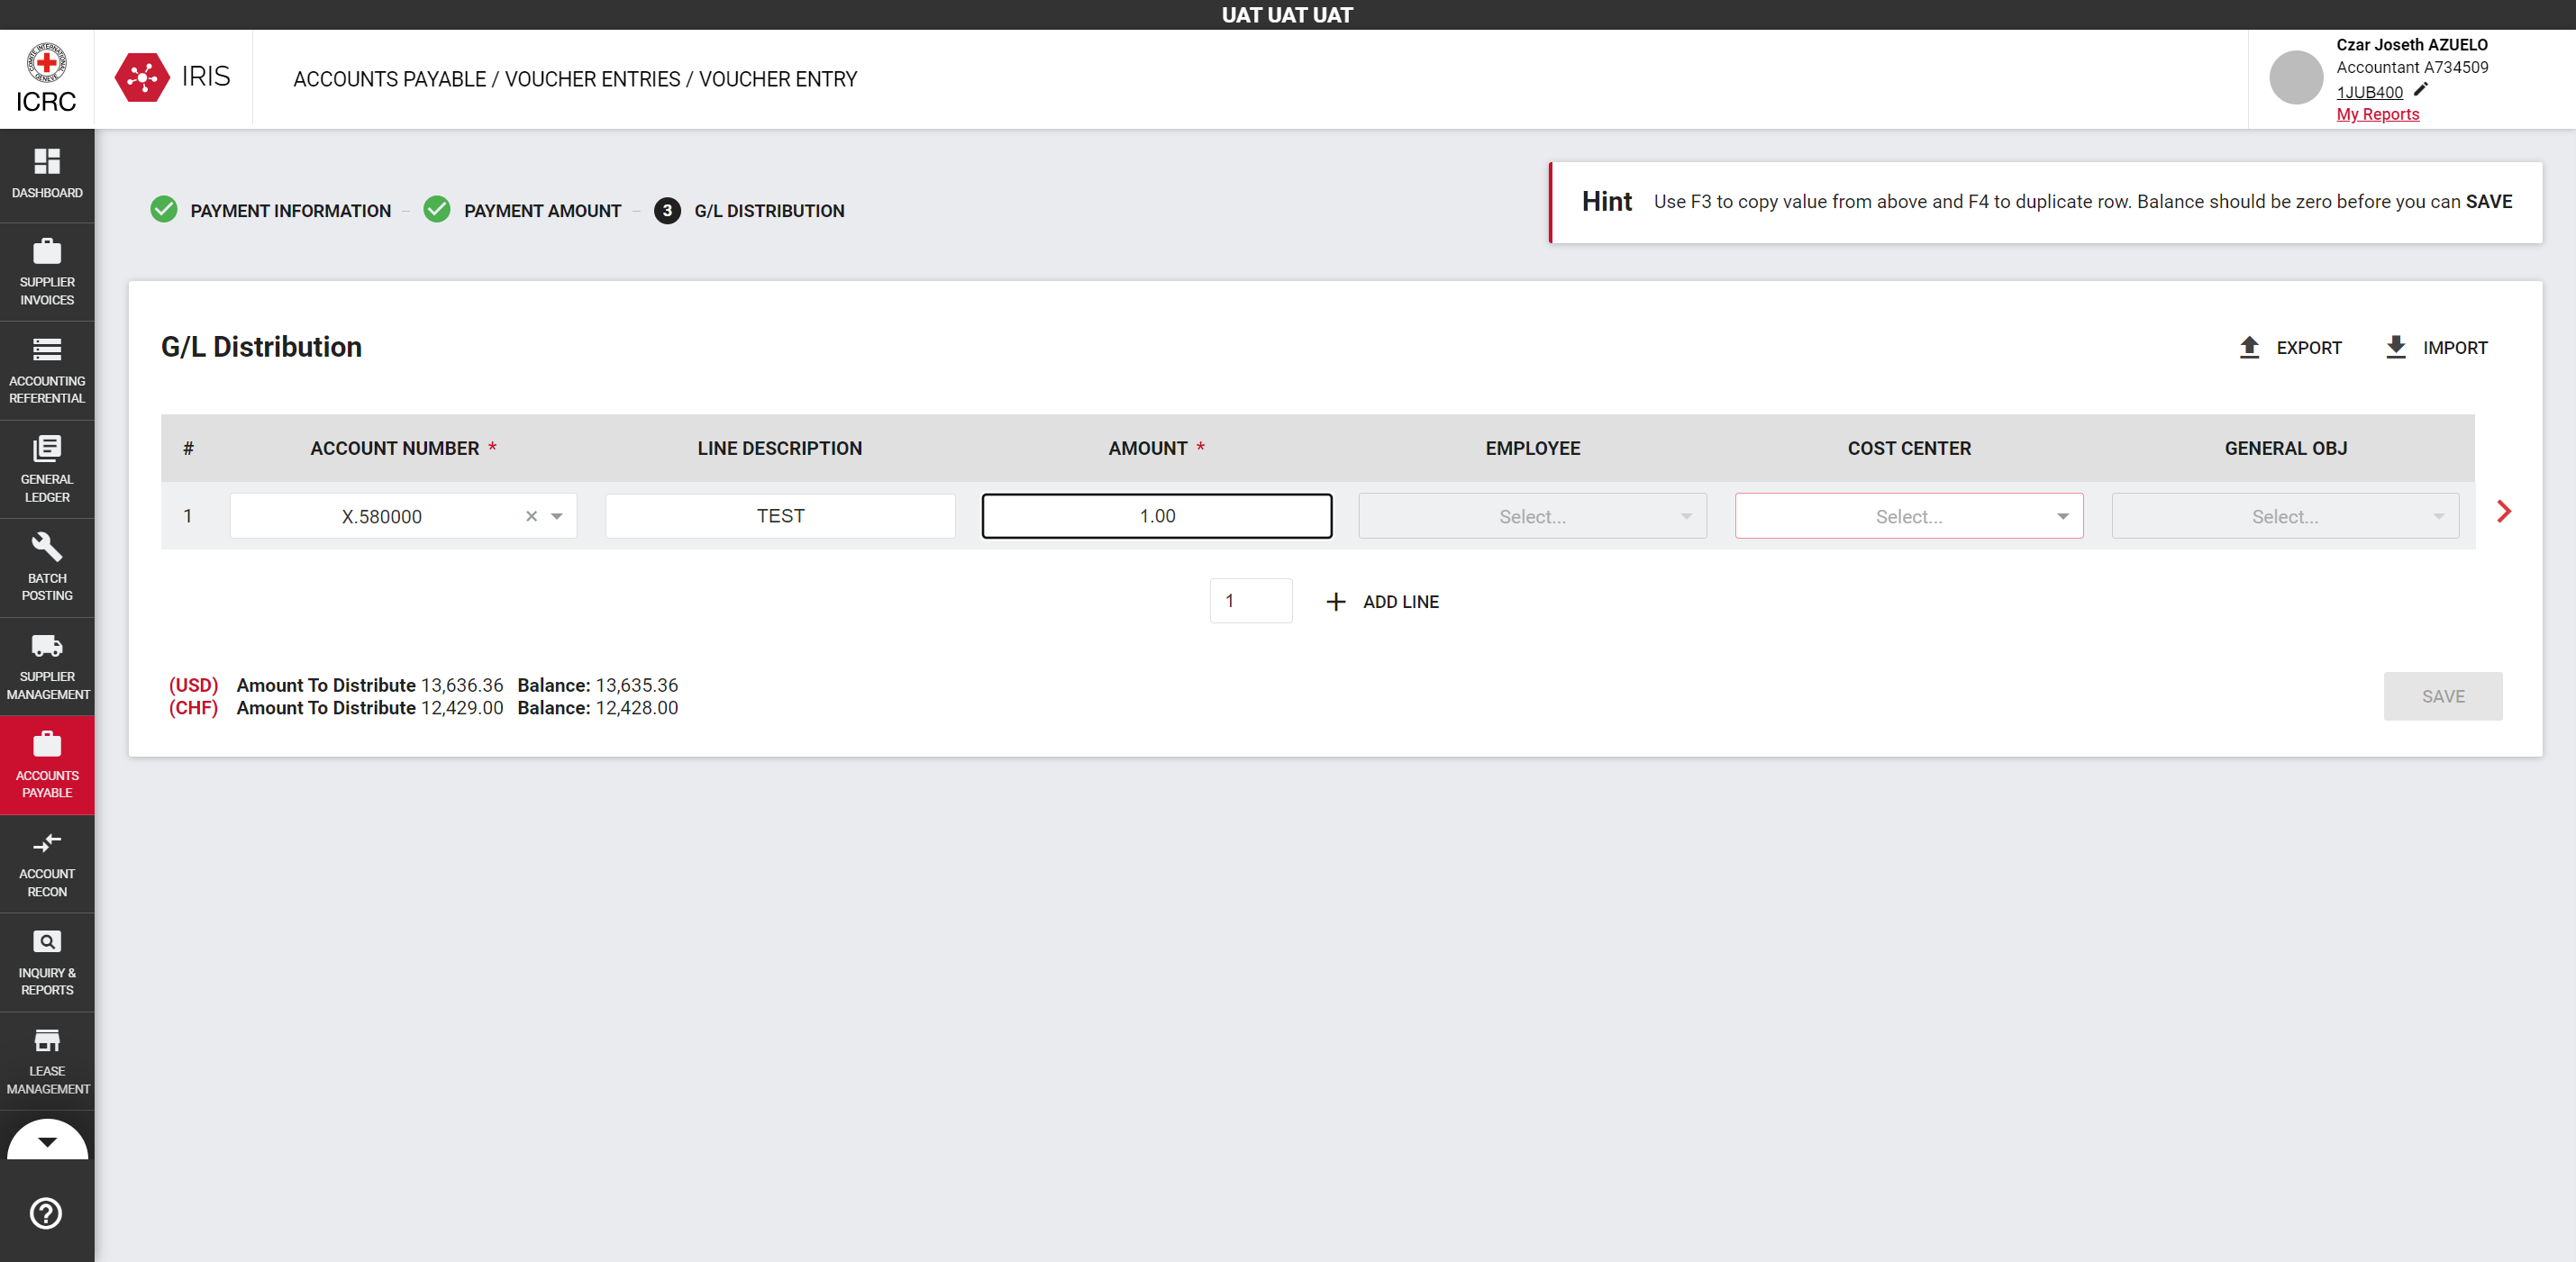 UAT UAT UAT
COMITE INTERNATIONAL GENEVE
ICRC
IRIS
ACCOUNTS PAYABLE / VOUCHER ENTRIES / VOUCHER ENTRY
Czar Joseth AZUELO
Accountant A734509
1JUB400
My Reports
DASHBOARD
SUPPLIER
INVOICES
ACCOUNTING
REFERENTIAL
GENERAL
LEDGER
BATCH
POSTING
SUPPLIER
MANAGEMENT
ACCOUNTS
PAYABLE
ACCOUNT
RECON
INQUIRY &
REPORTS
LEASE
MANAGEMENT
PAYMENT INFORMATION – PAYMENT AMOUNT – 3 G/L DISTRIBUTION
Hint Use F3 to copy value from above and F4 to duplicate row. Balance should be zero before you can SAVE
G/L Distribution
EXPORT IMPORT
# ACCOUNT NUMBER * LINE DESCRIPTION AMOUNT * EMPLOYEE COST CENTER GENERAL OBJ
1 X.580000 × TEST 1.00 Select... Select... Select...
1 + ADD LINE
(USD) Amount To Distribute 13,636.36 Balance: 13,635.36
(CHF) Amount To Distribute 12,429.00 Balance: 12,428.00
SAVE